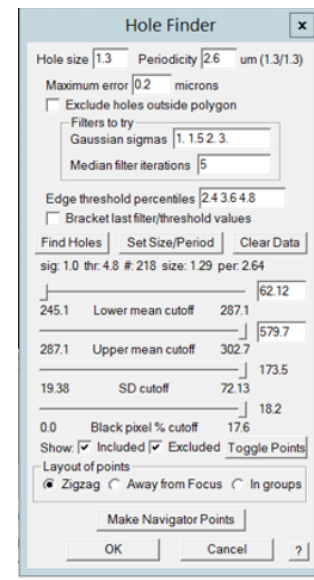 Hole Finder x
Hole size 1.3 Periodicity 2.6 um (1.3/1.3)
Maximum error 0.2 microns
Exclude holes outside polygon
Filters to try
Gaussian sigmas 1. 1.5 2. 3.
Median filter iterations 5
Edge threshold percentiles 2.4 3.6 4.8
Bracket last filter/threshold values
Find Holes Set Size/Period Clear Data
sig: 1.0 thr: 4.8 #: 218 size: 1.29 per: 2.64
62.12
245.1 Lower mean cutoff 287.1
579.7
287.1 Upper mean cutoff 302.7
173.5
19.38 SD cutoff 72.13
18.2
0.0 Black pixel % cutoff 17.6
Show: Included Excluded Toggle Points
Layout of points
Zigzag Away from Focus In groups
Make Navigator Points
OK Cancel ?